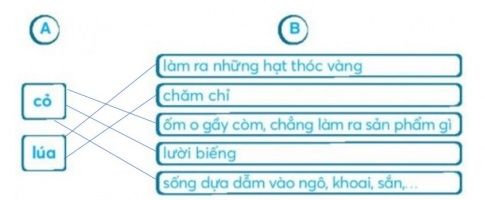 A
B
làm ra những hạt thóc vàng
cỏ
chăm chỉ
ốm o gầy còm, chẳng làm ra sản phẩm gì
lúa
lười biếng
sống dựa dẫm vào ngô, khoai, sắn,...